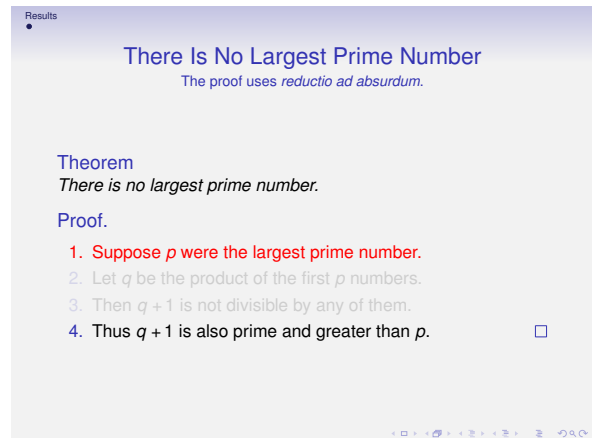 Results
There Is No Largest Prime Number
The proof uses reductio ad absurdum.
Theorem
There is no largest prime number.
Proof.
1. Suppose p were the largest prime number.
2. Let q be the product of the first p numbers.
3. Then q + 1 is not divisible by any of them.
4. Thus q + 1 is also prime and greater than p.